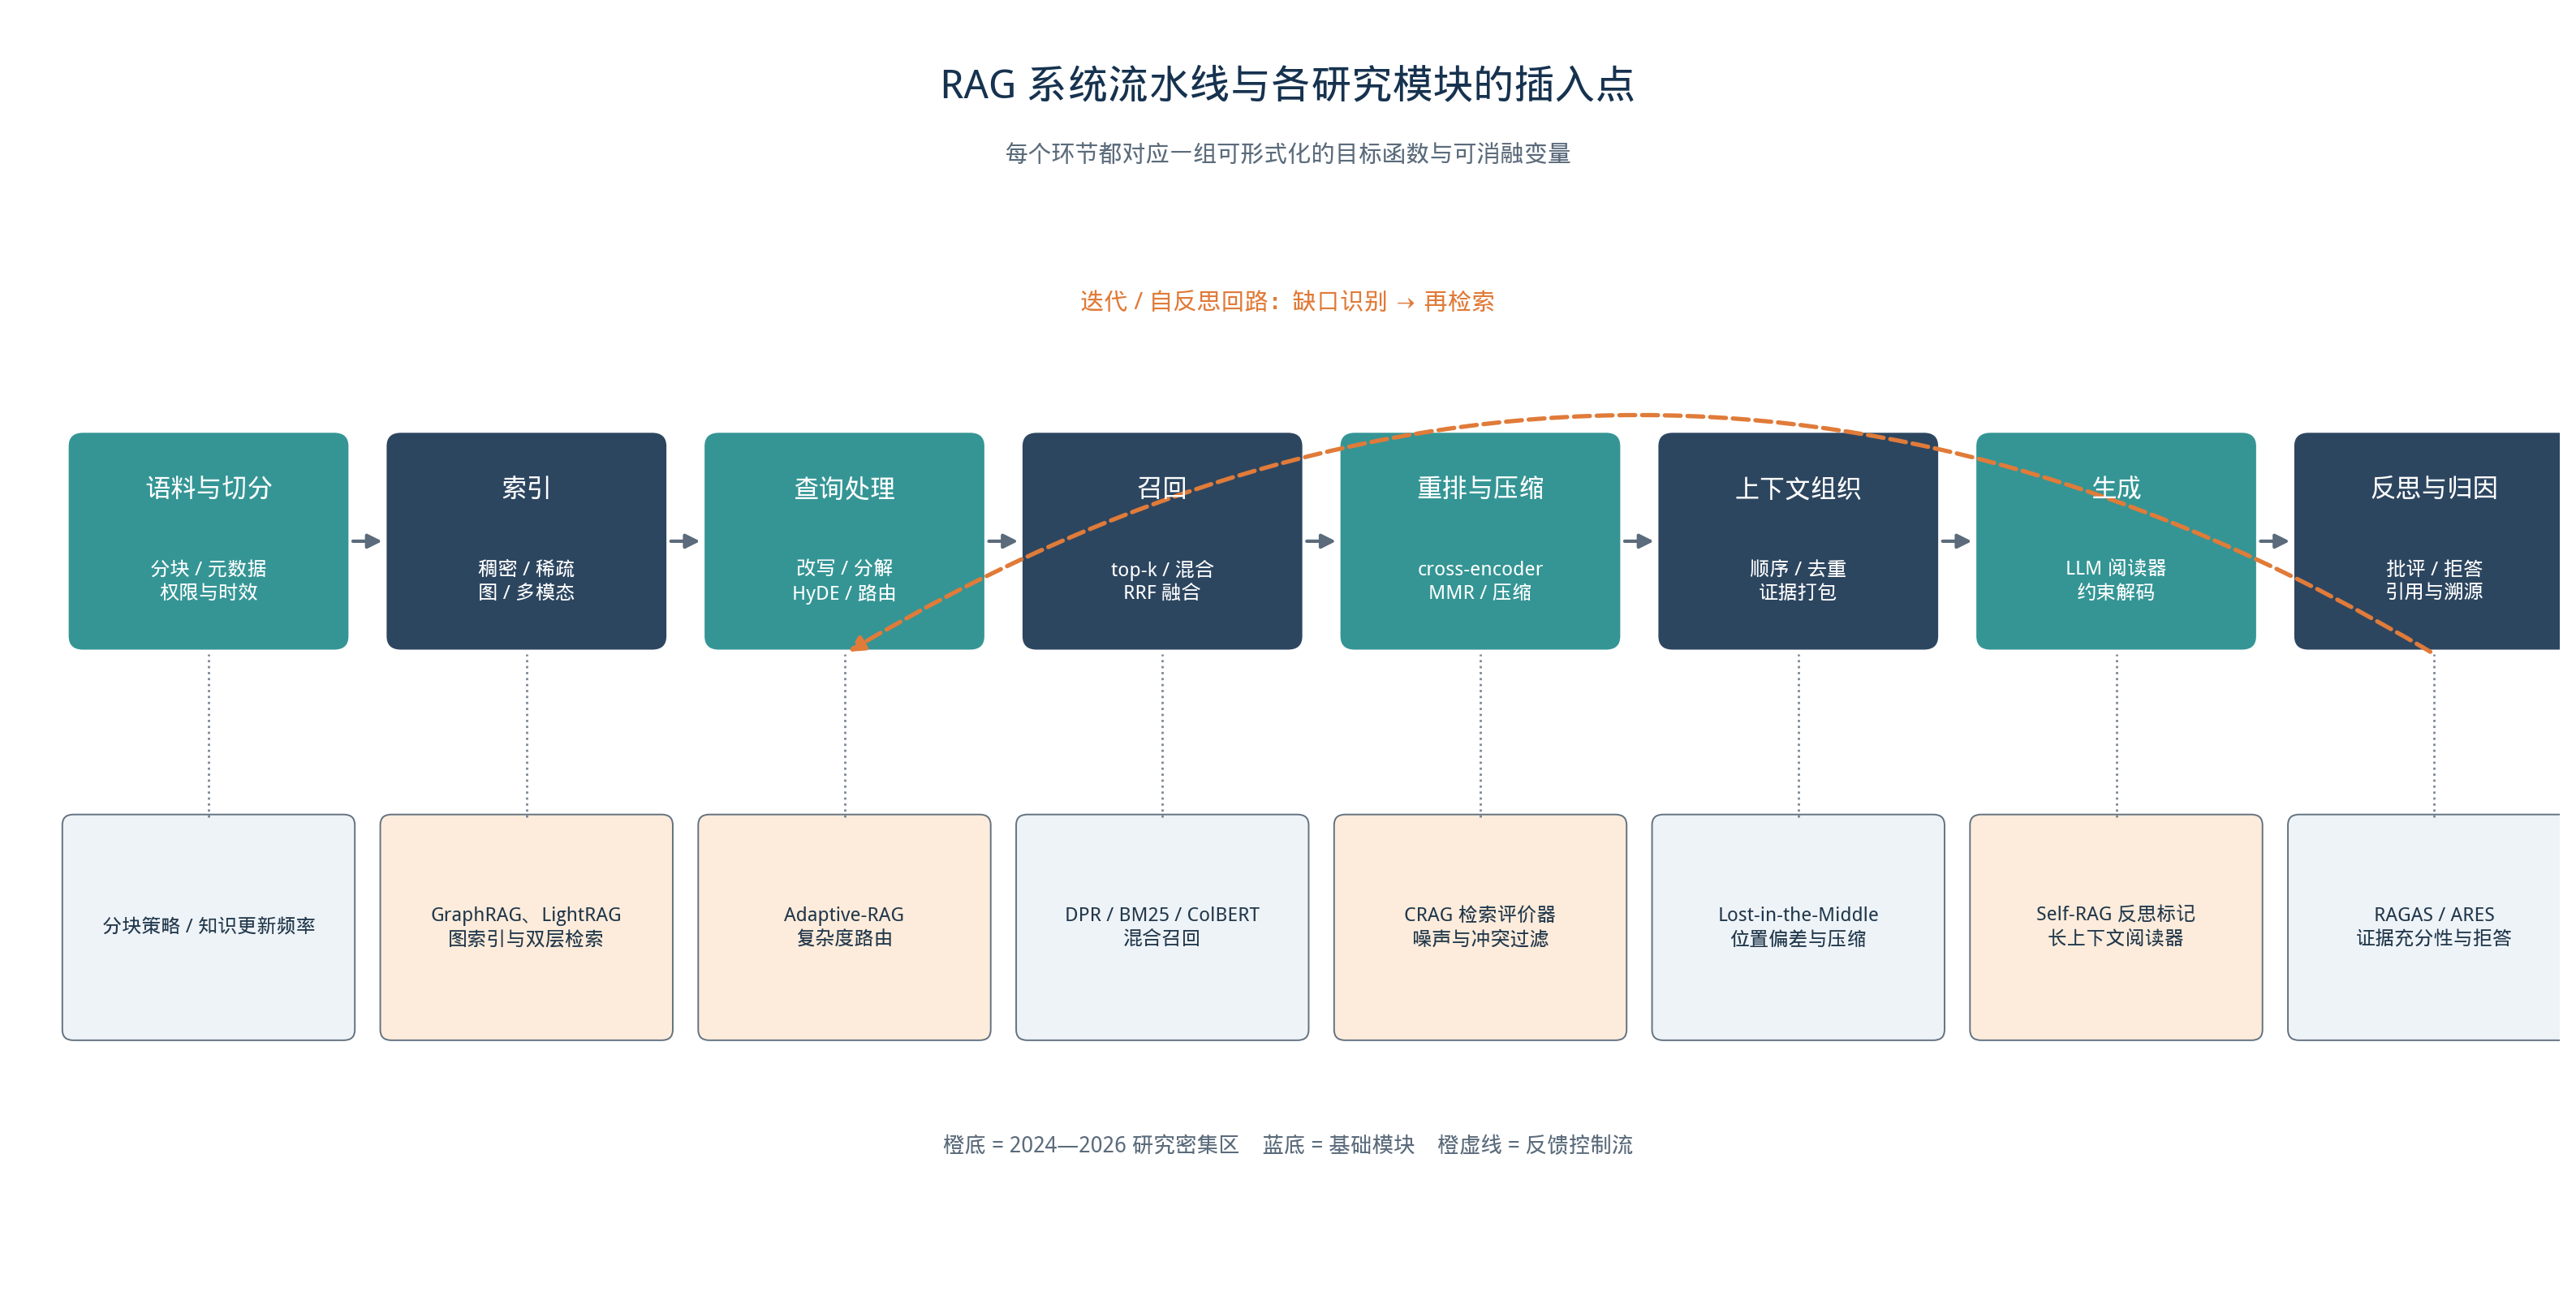 RAG 系统流水线与各研究模块的插入点
每个环节都对应一组可形式化的目标函数与可消融变量
迭代 / 自反思回路：缺口识别 → 再检索
语料与切分
分块 / 元数据
权限与时效
索引
稠密 / 稀疏
图 / 多模态
查询处理
改写 / 分解
HyDE / 路由
召回
top-k / 混合
RRF 融合
重排与压缩
cross-encoder
MMR / 压缩
上下文组织
顺序 / 去重
证据打包
生成
LLM 阅读器
约束解码
反思与归因
批评 / 拒答
引用与溯源
分块策略 / 知识更新频率
GraphRAG、LightRAG
图索引与双层检索
Adaptive-RAG
复杂度路由
DPR / BM25 / ColBERT
混合召回
CRAG 检索评价器
噪声与冲突过滤
Lost-in-the-Middle
位置偏差与压缩
Self-RAG 反思标记
长上下文阅读器
RAGAS / ARES
证据充分性与拒答
橙底 = 2024—2026 研究密集区 蓝底 = 基础模块 橙虚线 = 反馈控制流